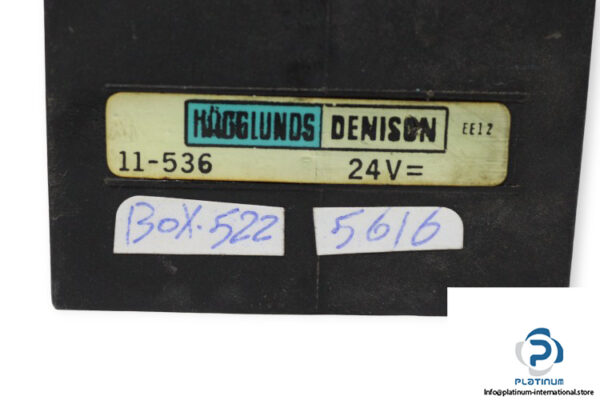 HÄGGLUNDS DENISON EE12
11-536 24V=
BOX.522 5616
PLATINUM
Info@platinum-international.store